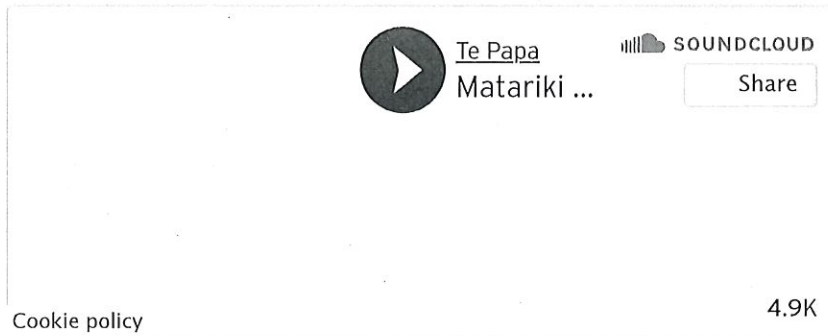 Te Papa
Matariki ...
SOUNDCLOUD
Share
4.9K
Cookie policy